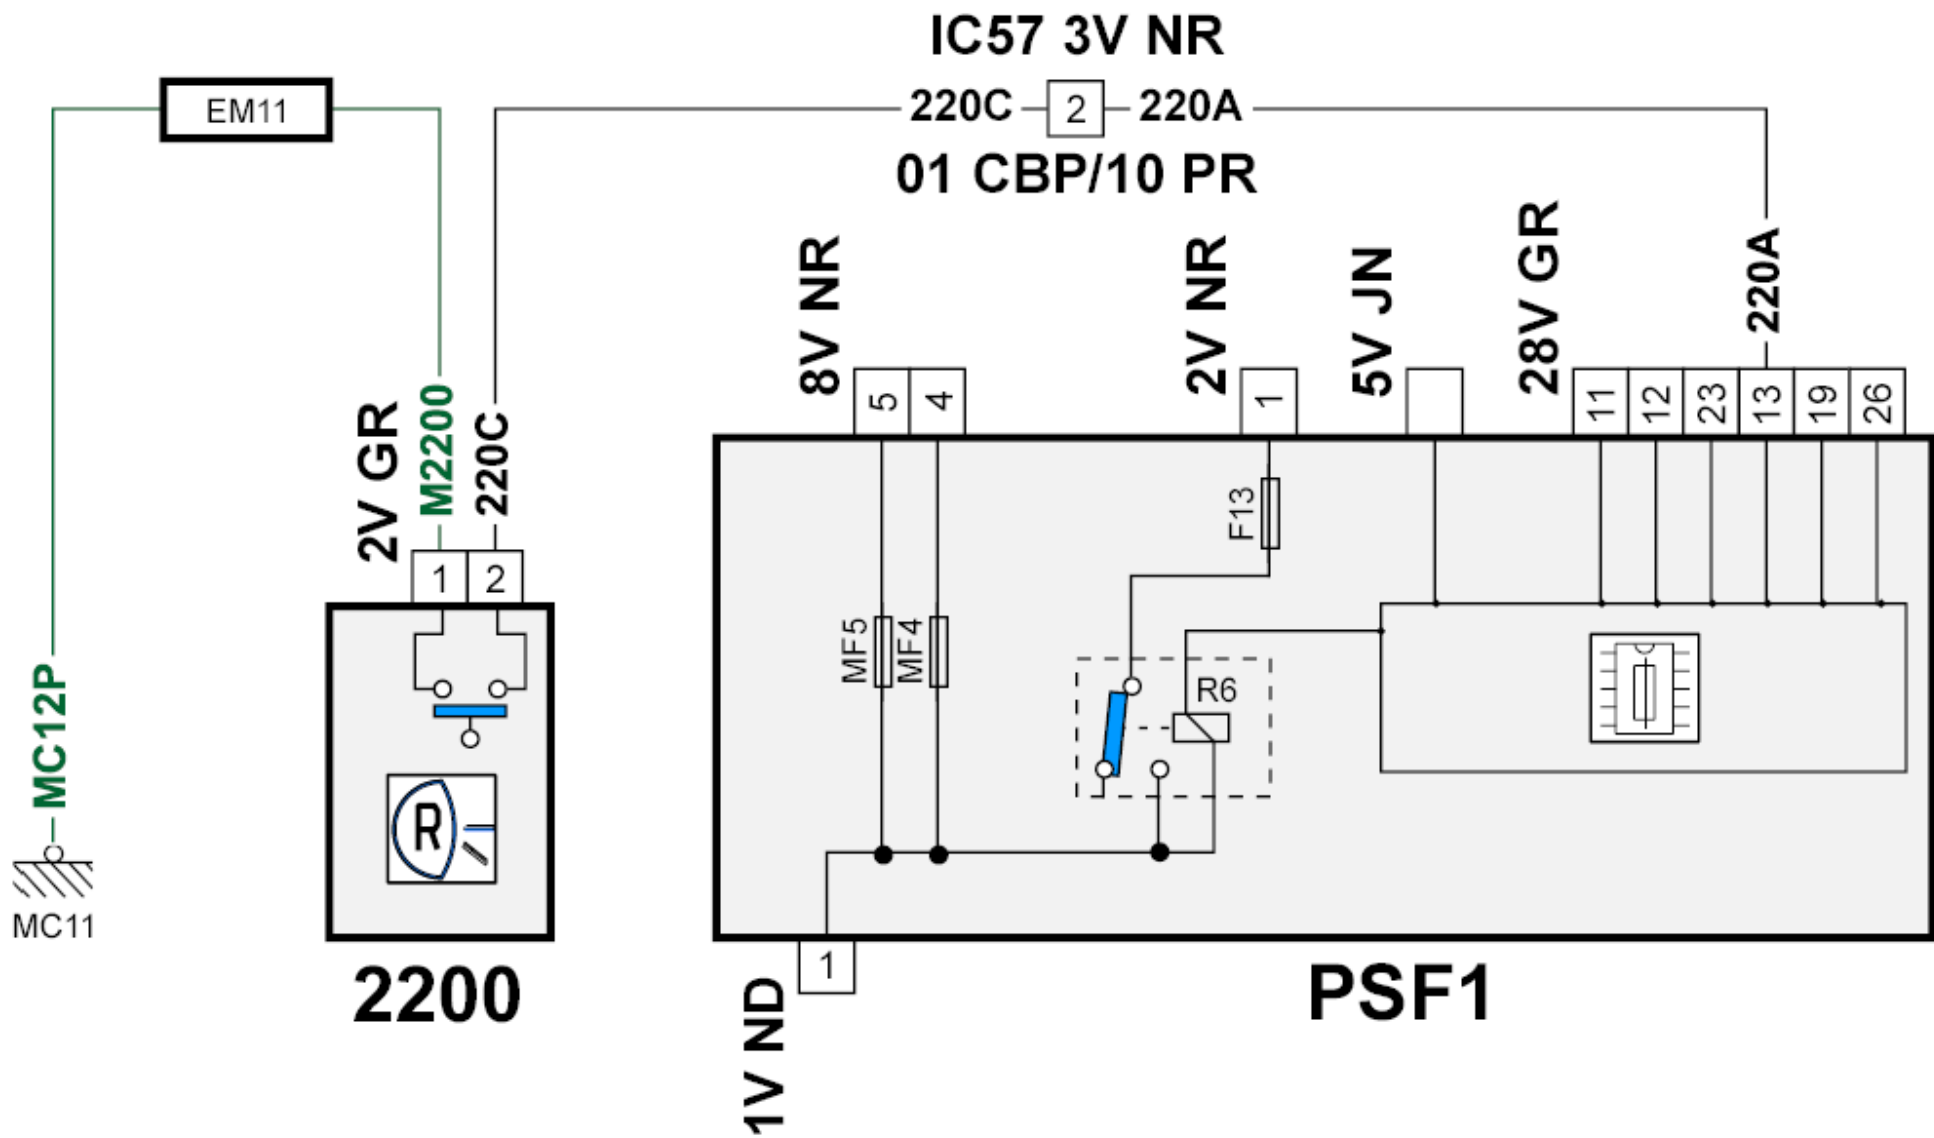 IC57 3V NR
EM11
220C
2
220A
01 CBP/10 PR
8V NR
2V NR
5V JN
28V GR
220A
5
4
1
11
12
23
13
19
26
2V GR
M2200
220C
1
2
F13
MF5
MF4
R6
MC12P
R
MC11
2200
1
1V ND
PSF1